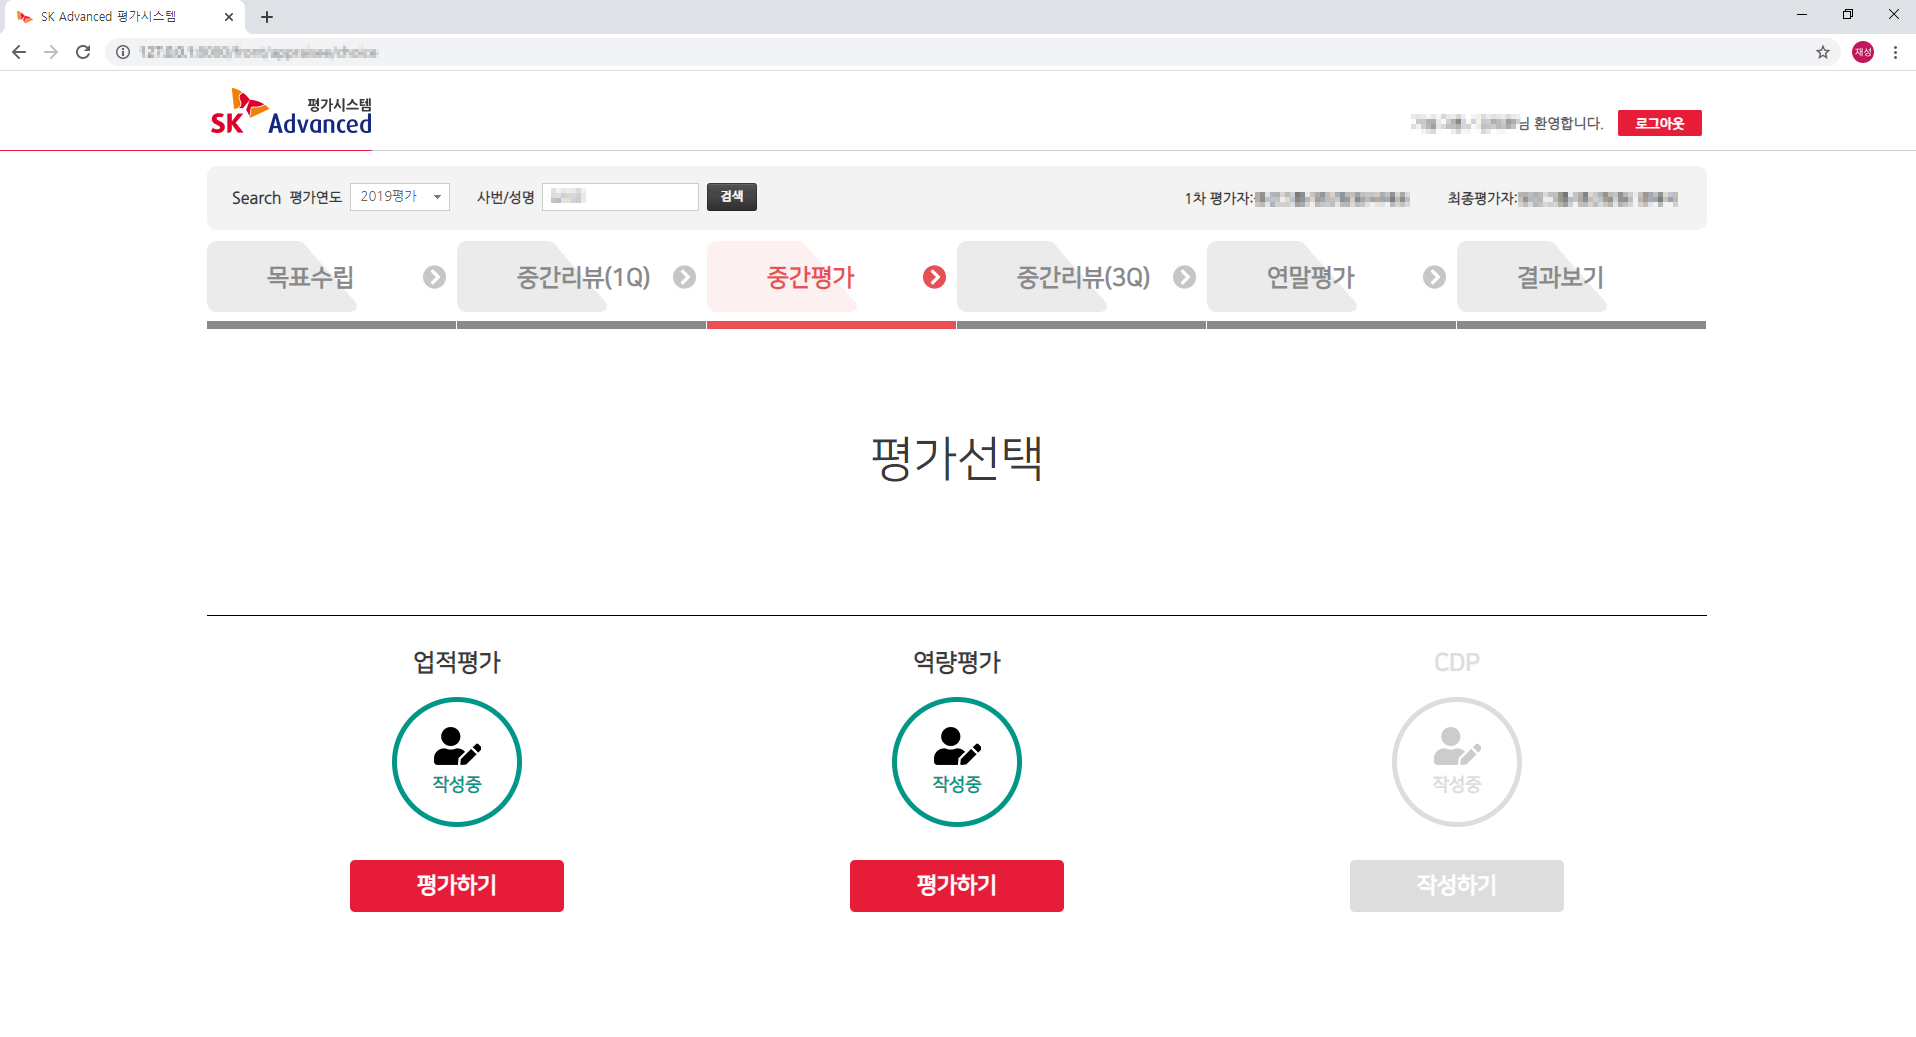 SK Advanced 평가시스템
평가시스템
SK Advanced
님 환영합니다.
로그아웃
Search 평가연도 2019평가 사번/성명 검색 1차 평가자: 최종평가자:
목표수립 중간리뷰(1Q) 중간평가 중간리뷰(3Q) 연말평가 결과보기
평가선택
업적평가 역량평가 CDP
작성중 작성중 작성중
평가하기 평가하기 작성하기
재성